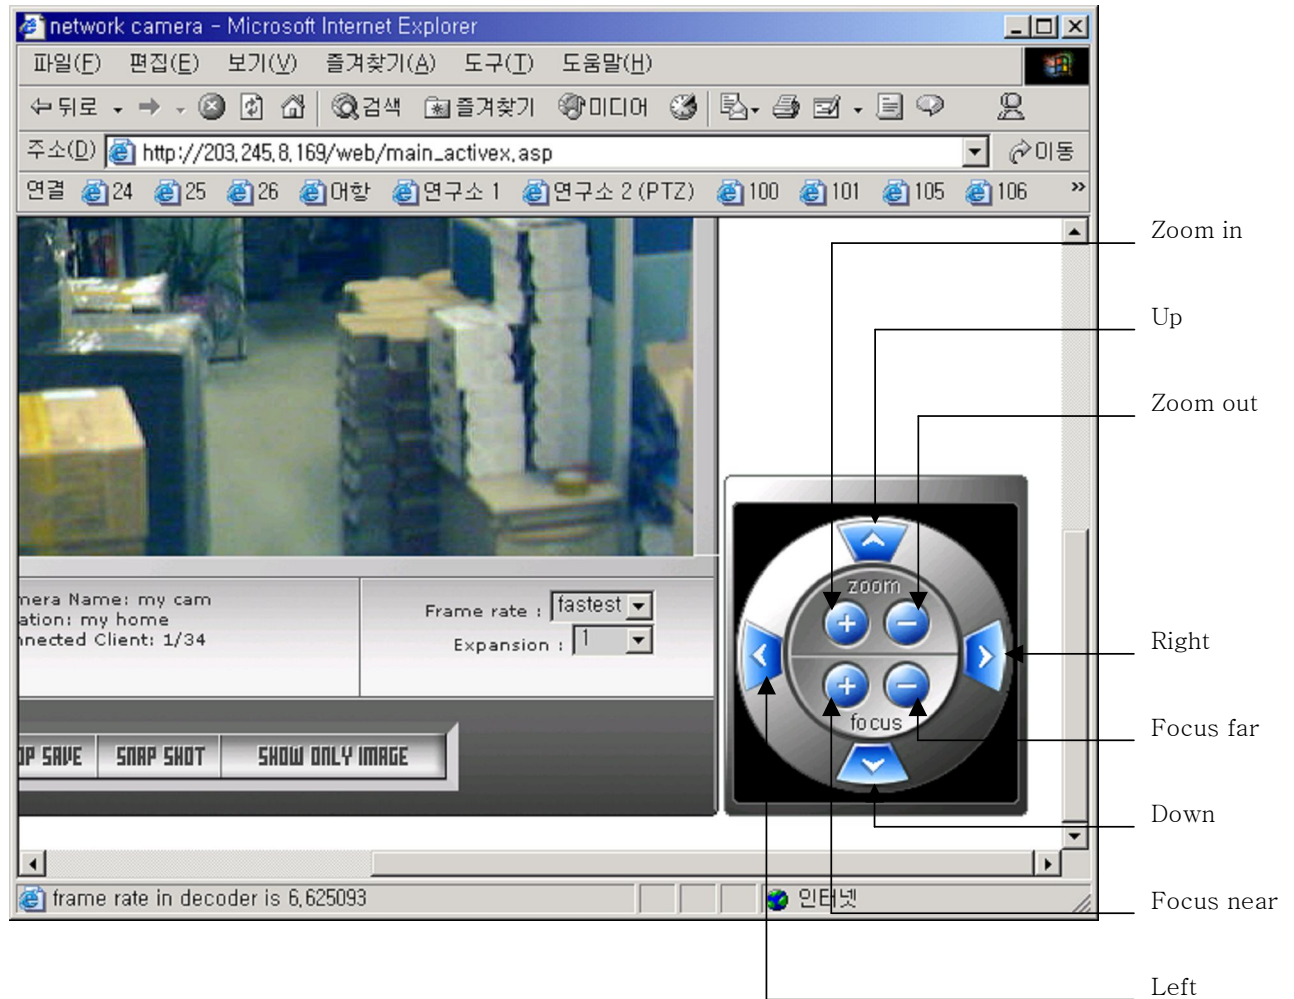 network camera - Microsoft Internet Explorer
파일(F) 편집(E) 보기(V) 즐겨찾기(A) 도구(T) 도움말(H)
뒤로 검색 즐겨찾기 미디어
주소(D) http://203,245,8,169/web/main_activex,asp 이동
연결 24 25 26 어항 연구소 1 연구소 2 (PTZ) 100 101 105 106 »
Zoom in
Up
Zoom out
zoom
mera Name: my cam
ation: my home
nnected Client: 1/34
Frame rate : fastest
Expansion : 1
Right
focus
Focus far
OP SAVE SNAP SHOT SHOW ONLY IMAGE
Down
frame rate in decoder is 6,625093 인터넷
Focus near
Left